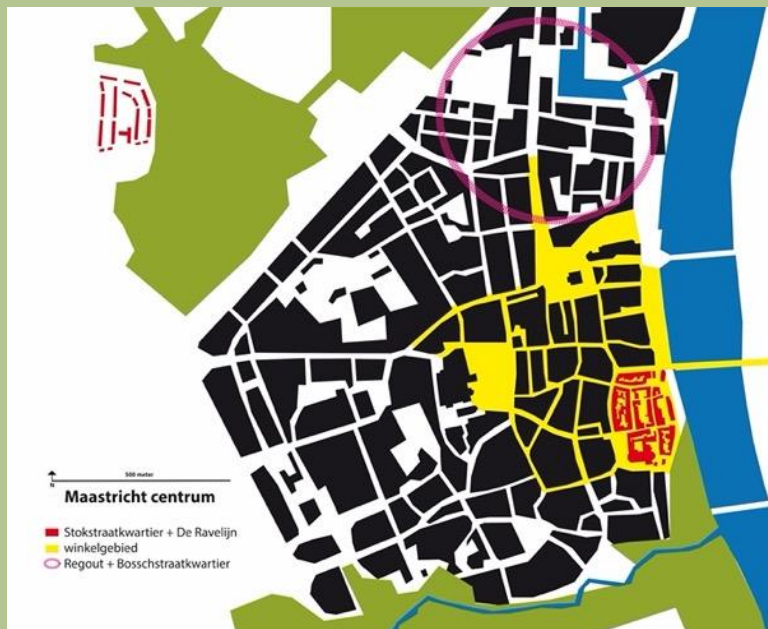 500 meter
N
Maastricht centrum
Stokstraatkwartier + De Ravelijn
winkelgebied
Regout + Bosschstraatkwartier